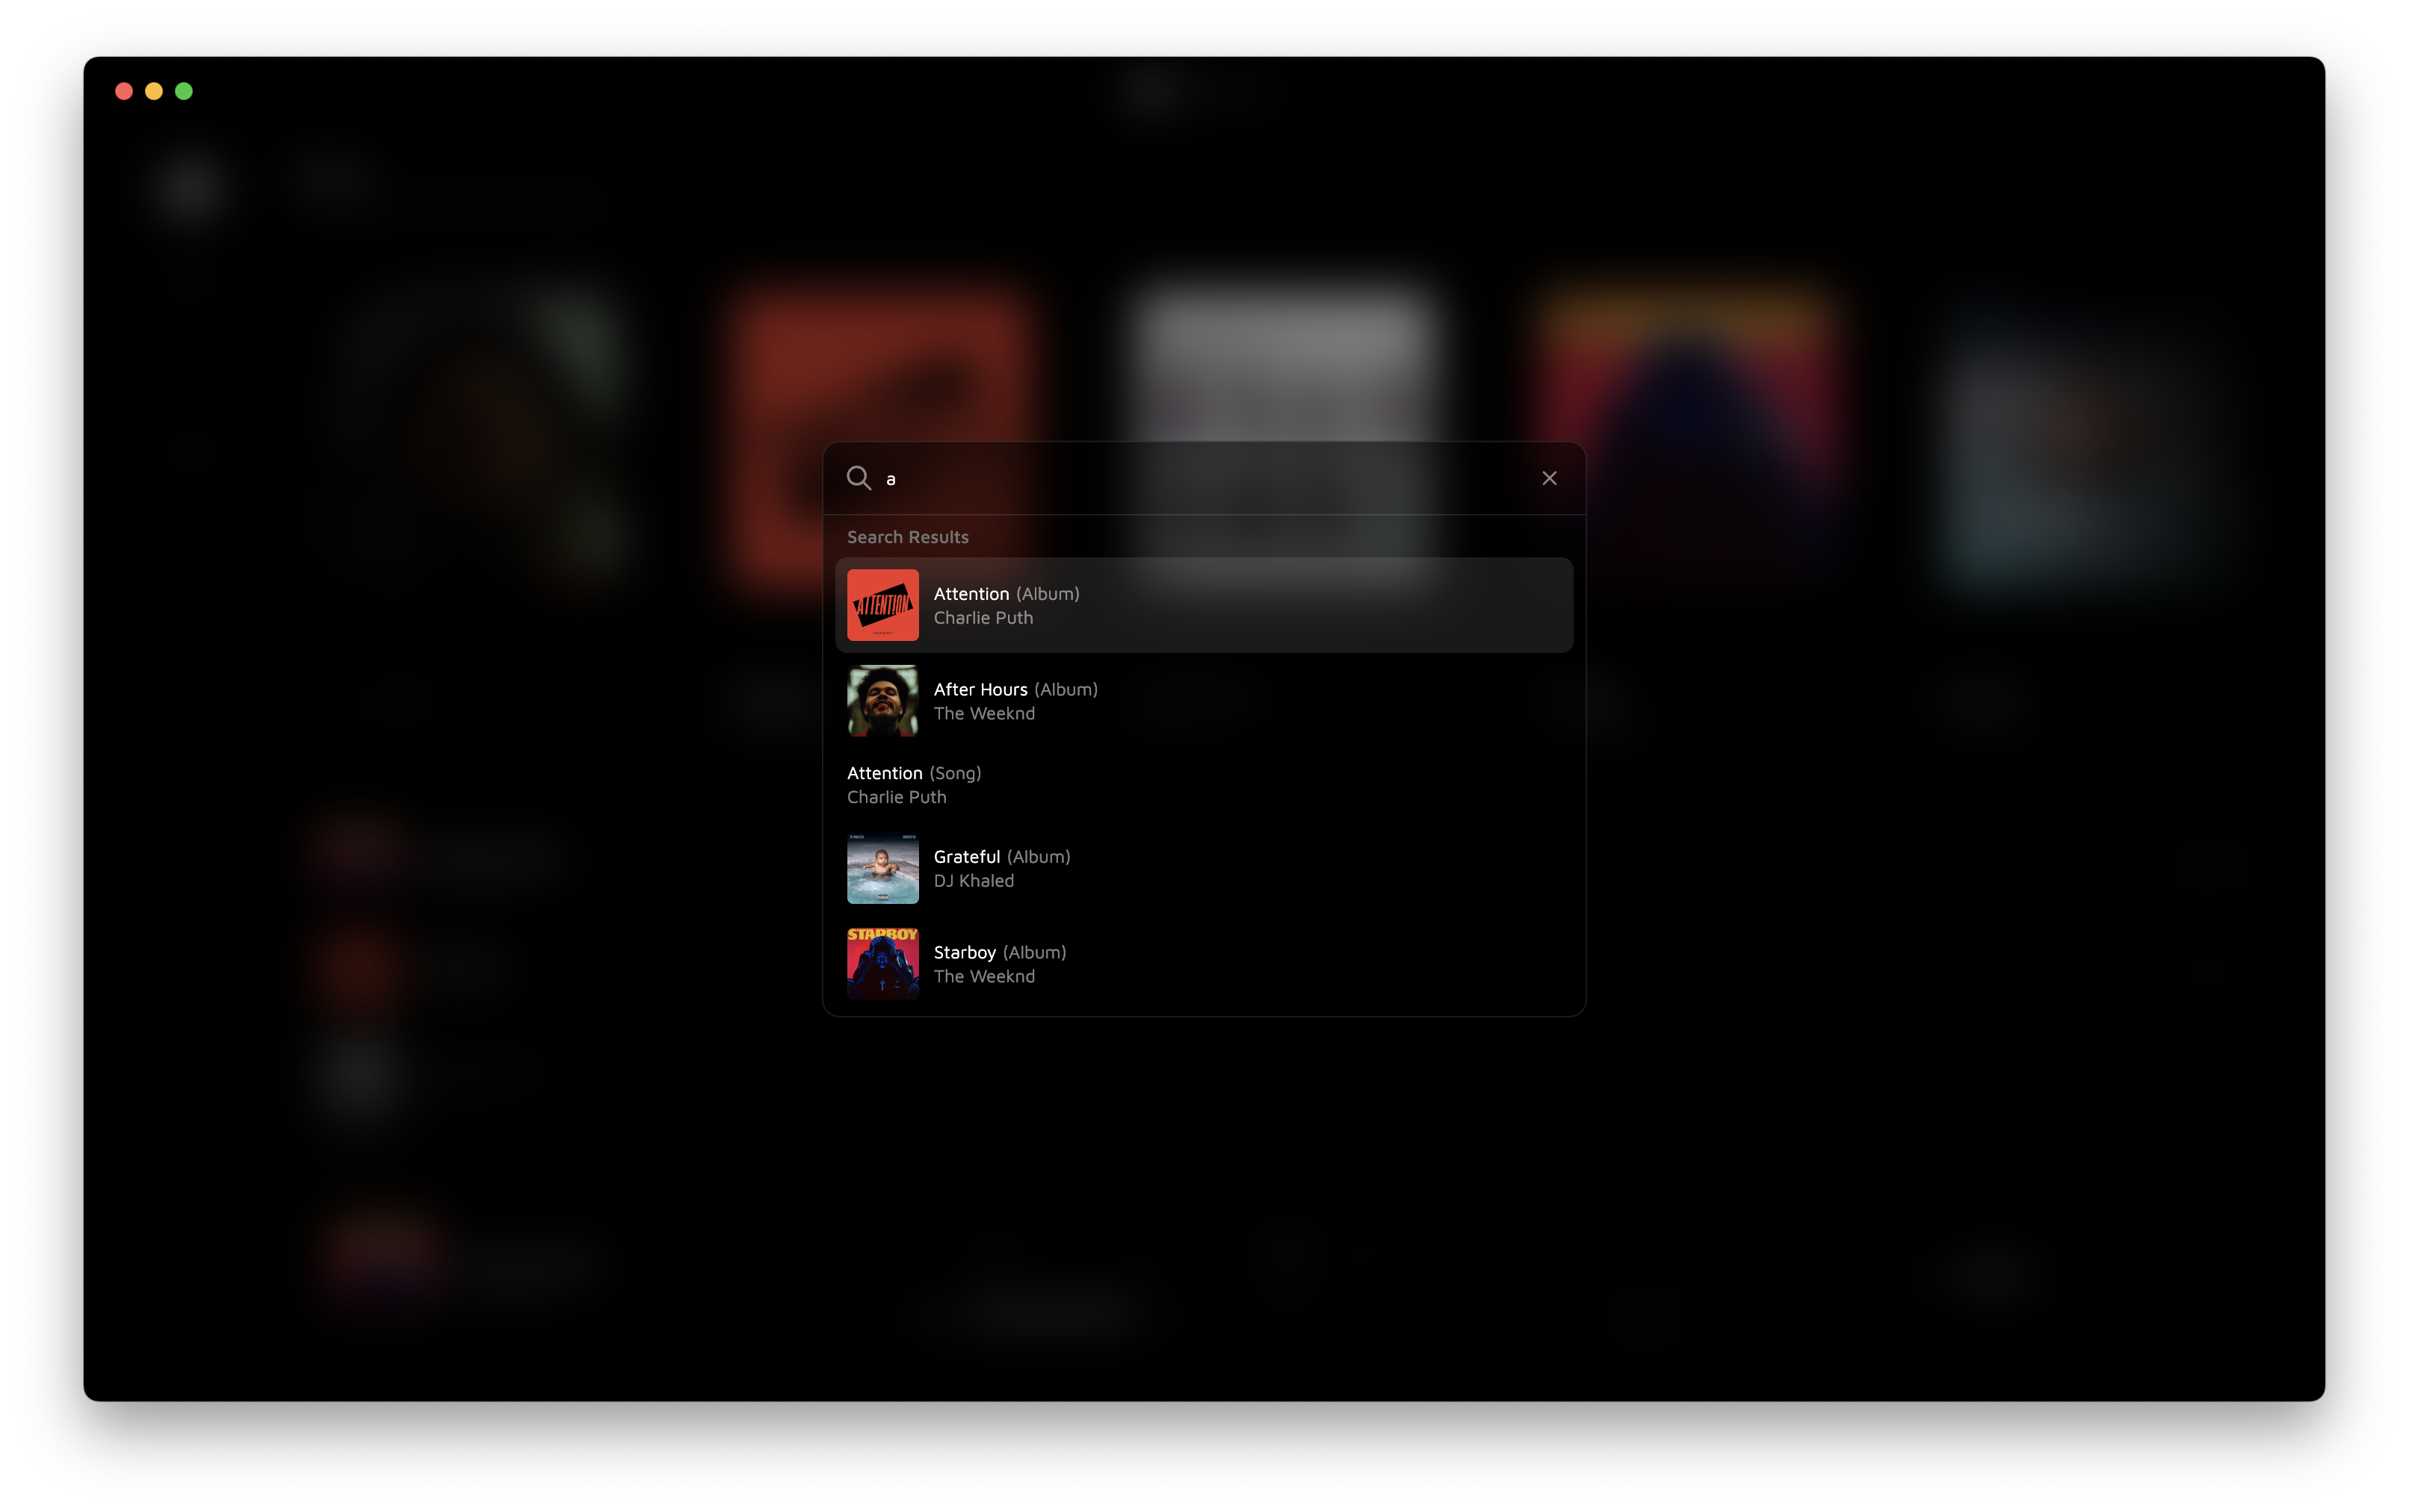 a
Search Results
ATTENTION
Attention (Album)
Charlie Puth
After Hours (Album)
The Weeknd
Attention (Song)
Charlie Puth
Grateful (Album)
DJ Khaled
STARBOY
Starboy (Album)
The Weeknd